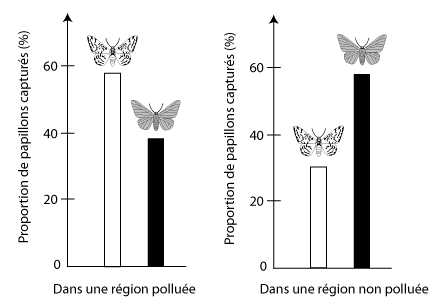 Proportion de papillons capturés (%)
60
40
20
0
Dans une région polluée
Proportion de papillons capturés (%)
60
40
20
0
Dans une région non polluée